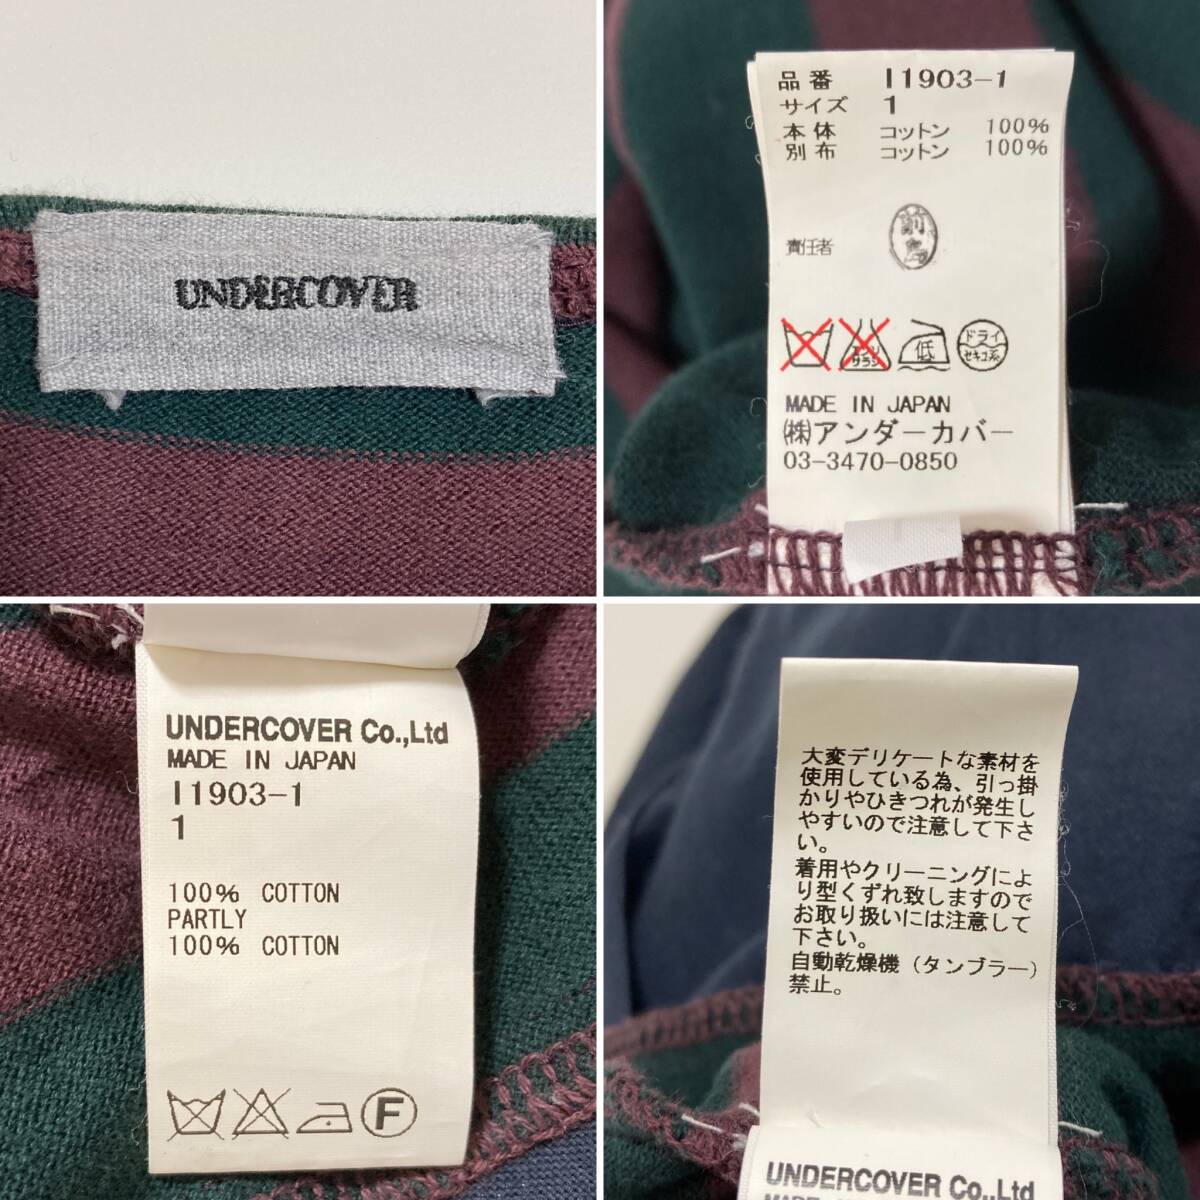 UNDERCOVER
品番 I1903-1
サイズ 1
本体 コットン 100%
別布 コットン 100%
責任者
前島
低
ドライ
セキユ系
MADE IN JAPAN
㈱アンダーカバー
03-3470-0850
UNDERCOVER Co.,Ltd
MADE IN JAPAN
I1903-1
1
100% COTTON
PARTLY
100% COTTON
F
大変デリケートな素材を
使用している為、引っ掛
かりやひきつれが発生し
やすいので注意して下さ
い。
着用やクリーニングによ
り型くずれ致しますので
お取り扱いには注意して
下さい。
自動乾燥機(タンブラー)
禁止。
UNDERCOVER Co.,Ltd